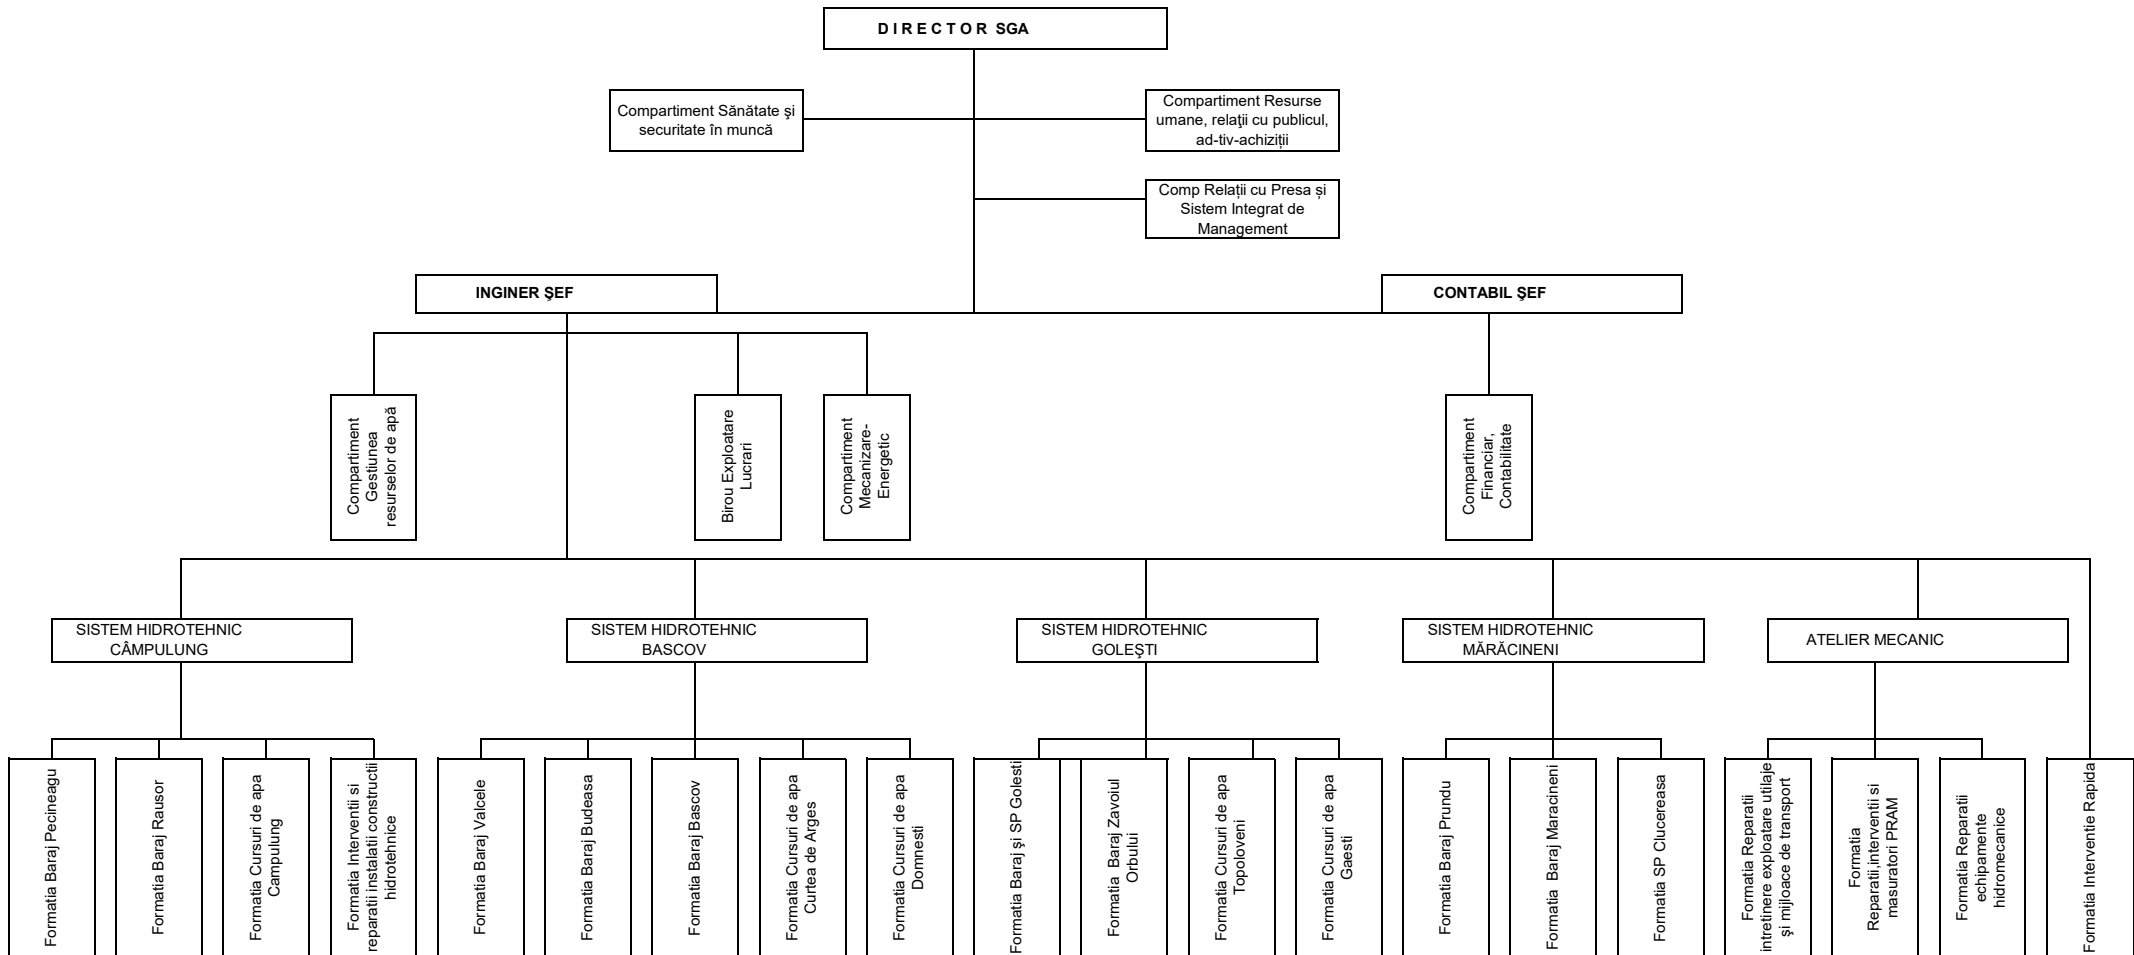 D I R E C T O R  SGA
Compartiment Sănătate şi
securitate în muncă
Compartiment Resurse
umane, relaţii cu publicul,
ad-tiv-achiziții
Comp Relații cu Presa și
Sistem Integrat de
Management
INGINER ŞEF
CONTABIL ŞEF
Compartiment
Gestiunea
resurselor de apă
Birou Exploatare
Lucrari
Compartiment
Mecanizare-
Energetic
Compartiment
Financiar,
Contabilitate
SISTEM HIDROTEHNIC
CÂMPULUNG
SISTEM HIDROTEHNIC
BASCOV
SISTEM HIDROTEHNIC
GOLEŞTI
SISTEM HIDROTEHNIC
MĂRĂCINENI
ATELIER MECANIC
Formatia Baraj Pecineagu
Formatia Baraj Rausor
Formatia Cursuri de apa
Campulung
Formatia Interventii si
reparatii instalatii constructii
hidrotehnice
Formatia Baraj Valcele
Formatia Baraj Budeasa
Formatia Baraj Bascov
Formatia Cursuri de apa
Curtea de Arges
Formatia Cursuri de apa
Domnesti
Formatia Baraj şi SP Golesti
Formatia  Baraj Zavoiul
Orbului
Formatia Cursuri de apa
Topoloveni
Formatia Cursuri de apa
Gaesti
Formatia Baraj Prundu
Formatia  Baraj Maracineni
Formatia SP Clucereasa
Formatia Reparatii
intretinere exploatare utilaje
şi mijloace de transport
Formatia
Reparatii,interventii si
masuratori PRAM
Formatia Reparatii
echipamente
hidromecanice
Formatia Interventie Rapida